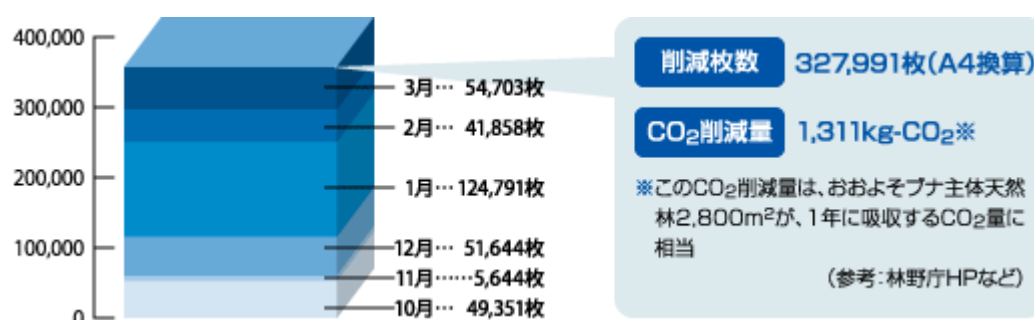 400,000
300,000
200,000
100,000
0
3月… 54,703枚
2月… 41,858枚
1月…124,791枚
12月… 51,644枚
11月……5,644枚
10月… 49,351枚
削減枚数 327,991枚(A4換算)
CO₂削減量 1,311kg-CO₂※
※このCO₂削減量は、おおよそブナ主体天然
林2,800m²が、1年に吸収するCO₂量に
相当
(参考:林野庁HPなど)